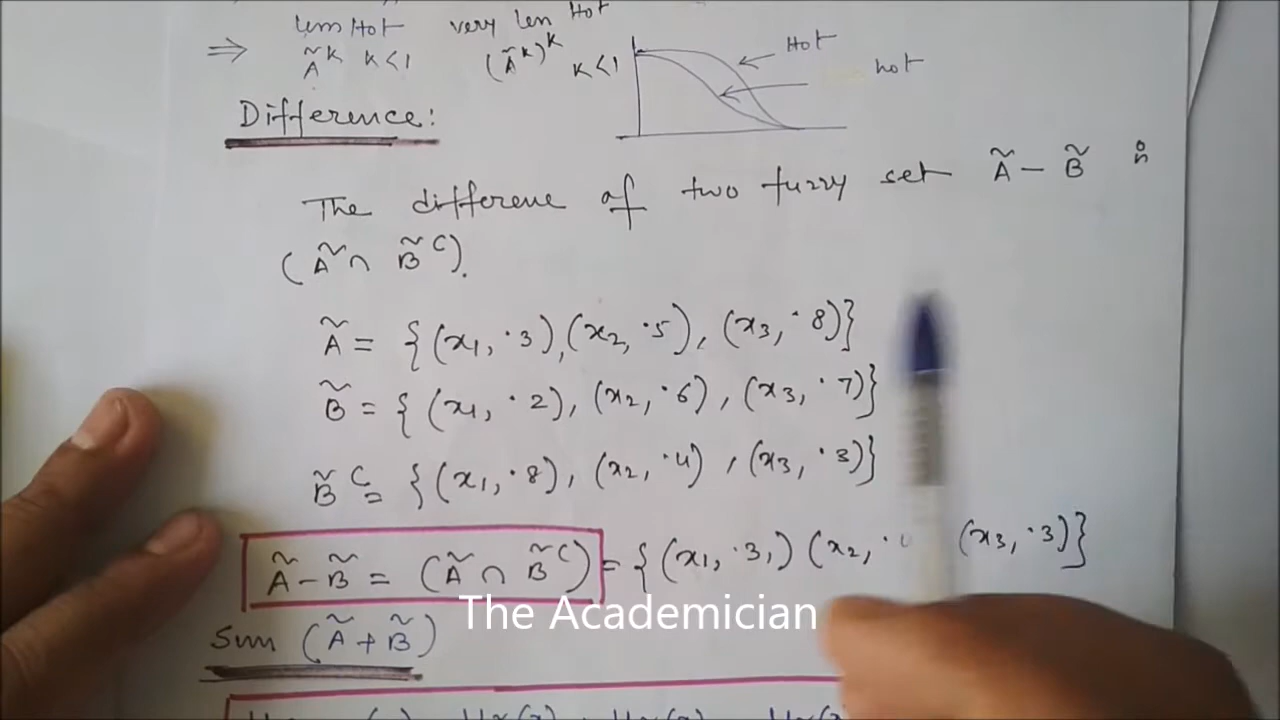 less Hot very less Hot
⇒ Ã^k k<1 (Ã^k)^k k<1 Hot hot
Difference:
The differene of two fuzzy set Ã - B̃ is
(Ã ∩ B̃^C).
Ã = {(x1, .3), (x2, .5), (x3, .8)}
B̃ = {(x1, .2), (x2, .6), (x3, .7)}
B̃^C = {(x1, .8), (x2, .4), (x3, .3)}
Ã - B̃ = (Ã ∩ B̃^C) = {(x1, .3,) (x2, (x3, .3)}
The Academician
Sum (Ã + B̃)